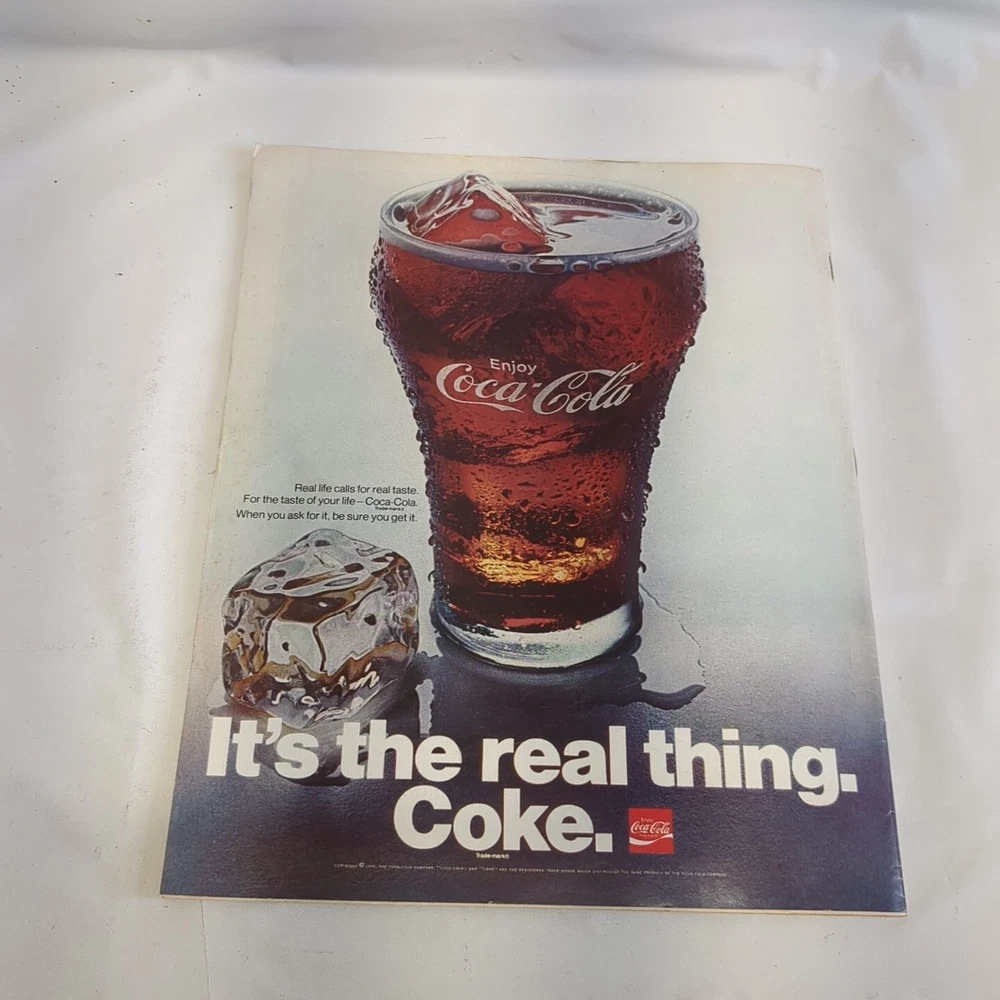 Enjoy
Coca-Cola
Real life calls for real taste.
For the taste of your life—Coca-Cola.
Trade-mark®
When you ask for it, be sure you get it.
It's the real thing.
Coke.
Trade-mark®
Enjoy
Coca-Cola